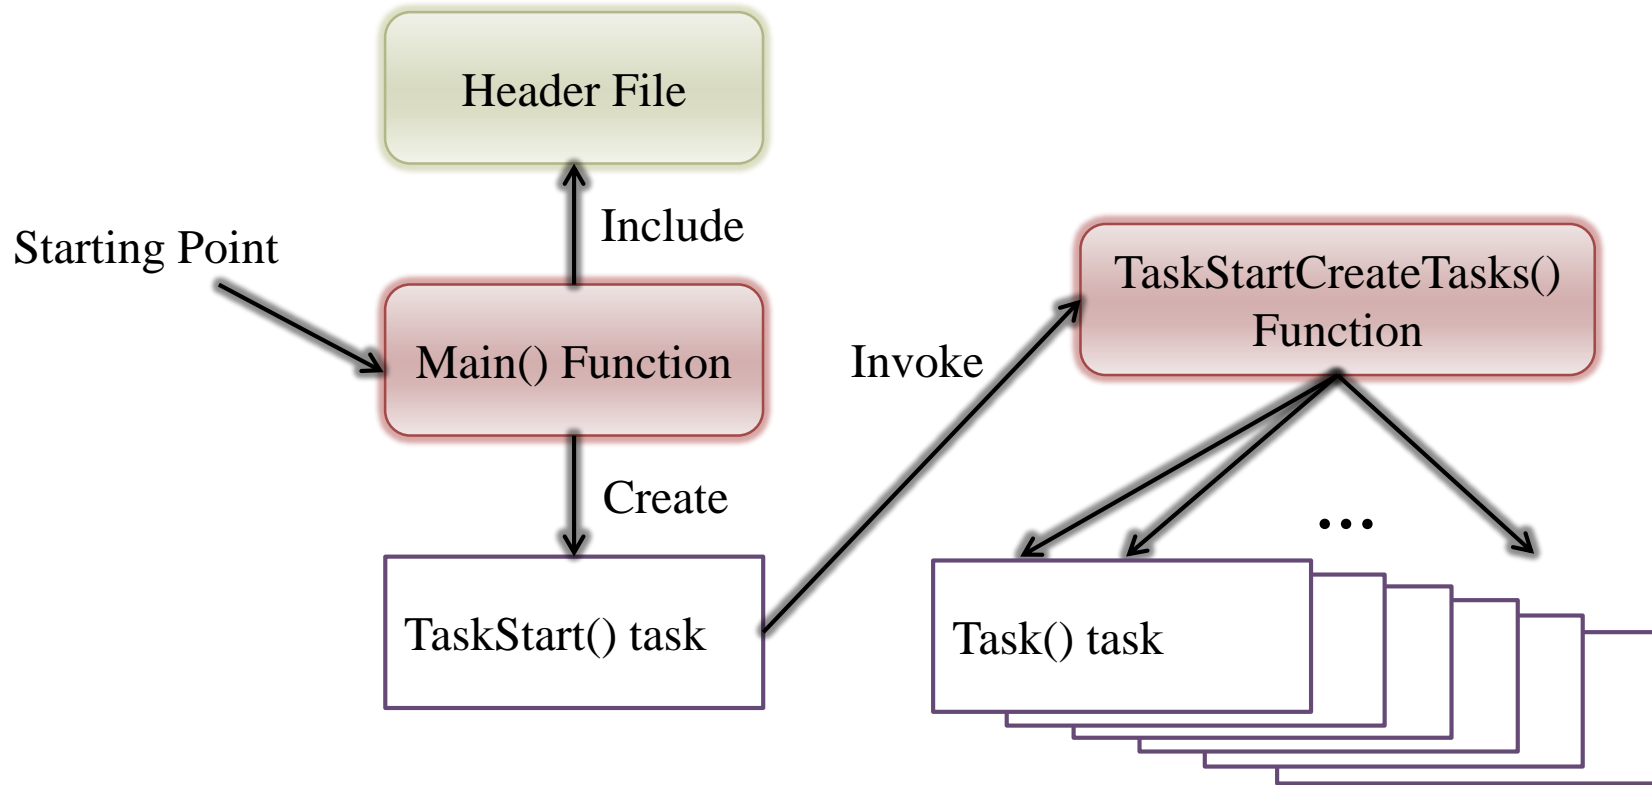 Header File
Include
Starting Point
Main() Function
Create
TaskStart() task
Invoke
TaskStartCreateTasks()
Function
...
Task() task